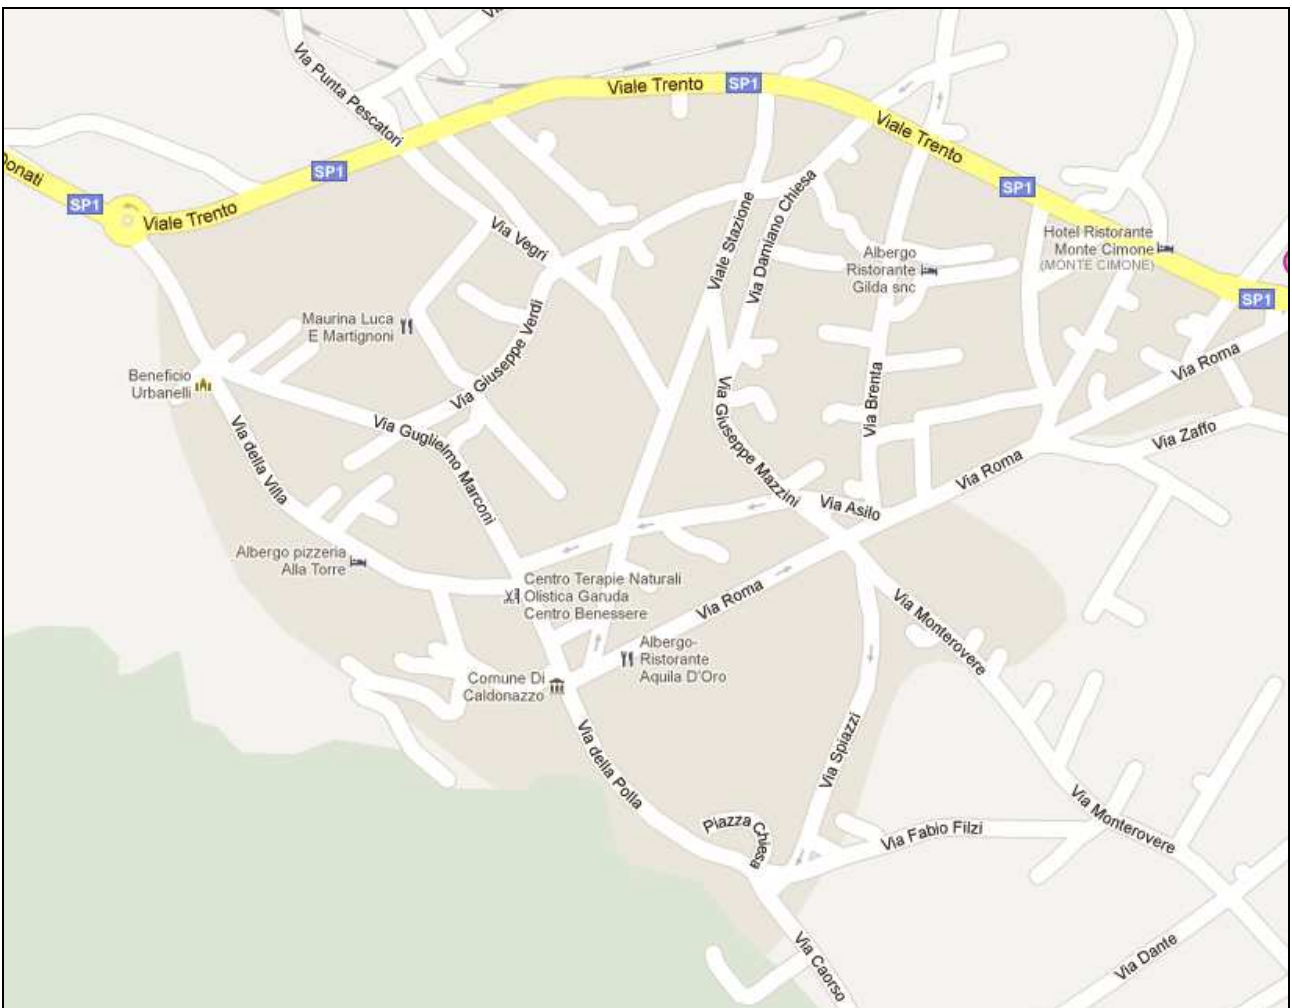 Via Punta Pescatori
Viale Trento
SP1
Viale Trento
SP1
SP1
Donati
SP1
Viale Trento
Via Vegri
Viale Stazione
Via Damiano Chiesa
Albergo
Ristorante
Gilda snc
Hotel Ristorante
Monte Cimone
(MONTE CIMONE)
SP1
Maurina Luca
E Martignoni
Via Giuseppe Verdi
Beneficio
Urbanelli
Via Roma
Via Brenta
Via Giuseppe Mazzini
Via Guglielmo Marconi
Via della Villa
Via Zaffo
Via Roma
Via Asilo
Albergo pizzeria
Alla Torre
Centro Terapie Naturali
Olistica Garuda
Centro Benessere
Via Roma
Via Monterovere
Albergo-
Ristorante
Aquila D'Oro
Comune Di
Caldonazzo
Via della Polla
Via Spiazzi
Via Monterovere
Piazza Chiesa
Via Fabio Filzi
Via Caorso
Via Dante